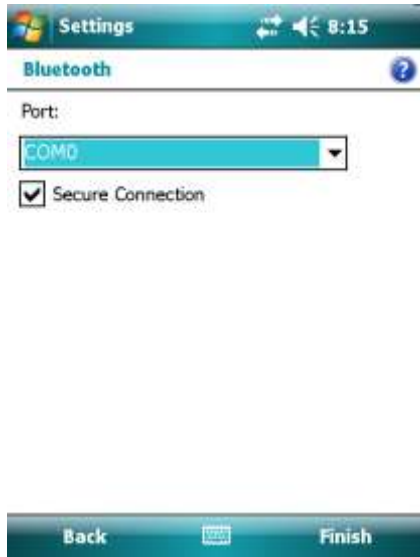 Settings 8:15
Bluetooth
Port:
COM0
Secure Connection
Back Finish